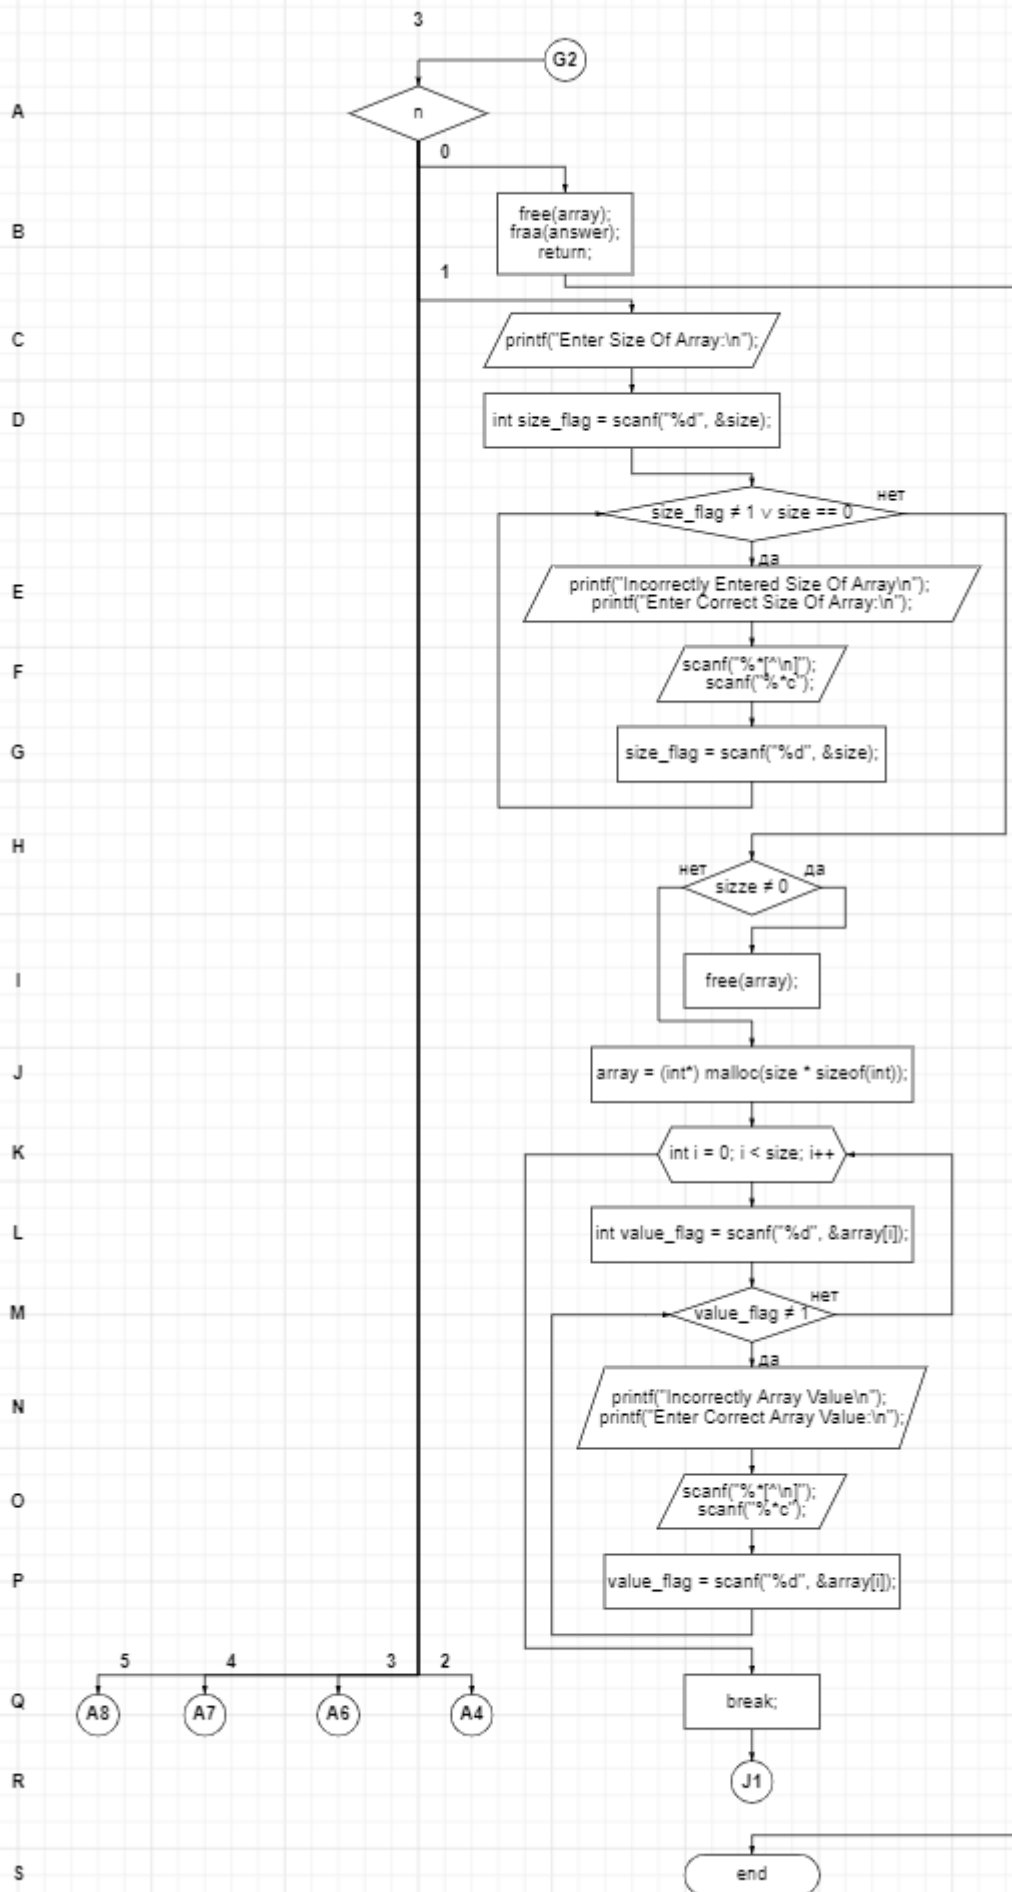 3
G2
A
n
0
B
free(array);
fraa(answer);
return;
1
C
printf("Enter Size Of Array:\n");
D
int size_flag = scanf("%d", &size);
нет
size_flag ≠ 1 ∨ size == 0
да
E
printf("Incorrectly Entered Size Of Array\n");
printf("Enter Correct Size Of Array:\n");
F
scanf("%*[^\n]");
scanf("%*c");
G
size_flag = scanf("%d", &size);
H
нет
да
sizze ≠ 0
I
free(array);
J
array = (int*) malloc(size * sizeof(int));
K
int i = 0; i < size; i++
L
int value_flag = scanf("%d", &array[i]);
нет
M
value_flag ≠ 1
да
N
printf("Incorrectly Array Value\n");
printf("Enter Correct Array Value:\n");
O
scanf("%*[^\n]");
scanf("%*c");
P
value_flag = scanf("%d", &array[i]);
5
4
3
2
Q
A8
A7
A6
A4
break;
R
J1
S
end